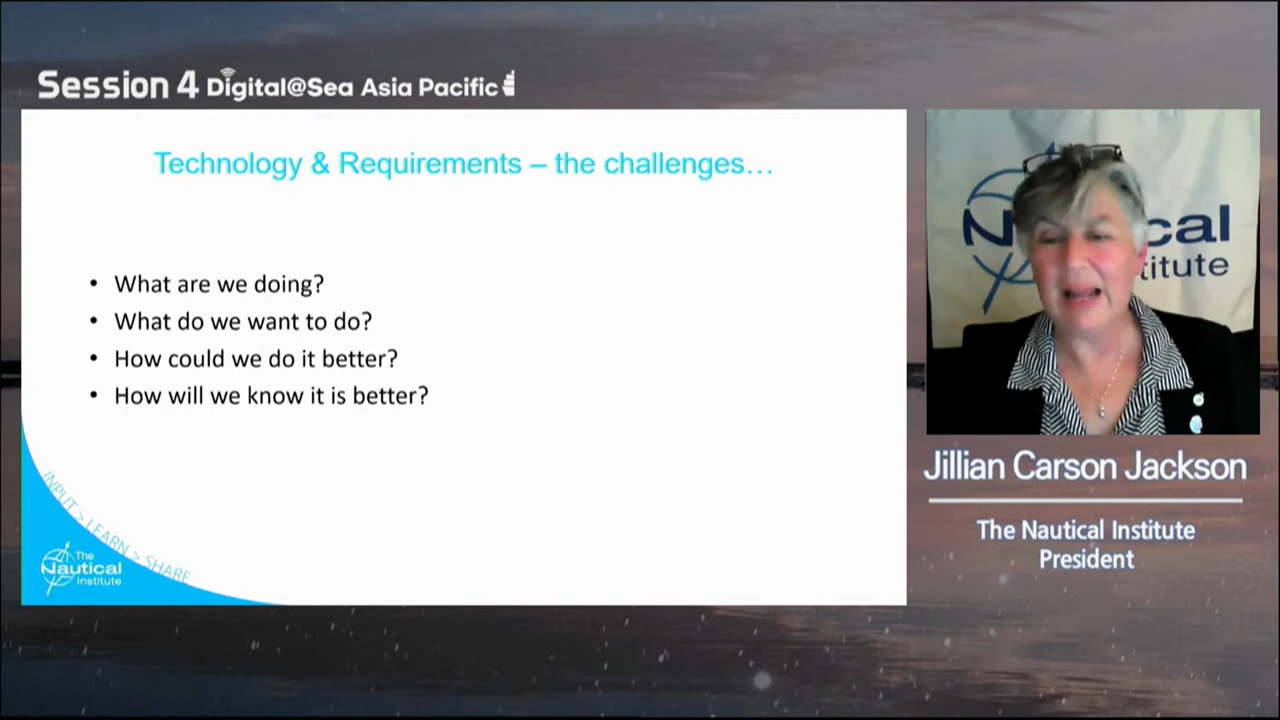 Session 4 Digital@Sea Asia Pacific
Technology & Requirements – the challenges…
• What are we doing?
• What do we want to do?
• How could we do it better?
• How will we know it is better?
INPUT > LEARN > SHARE
The
Nautical
Institute
Jillian Carson Jackson
The Nautical Institute
President